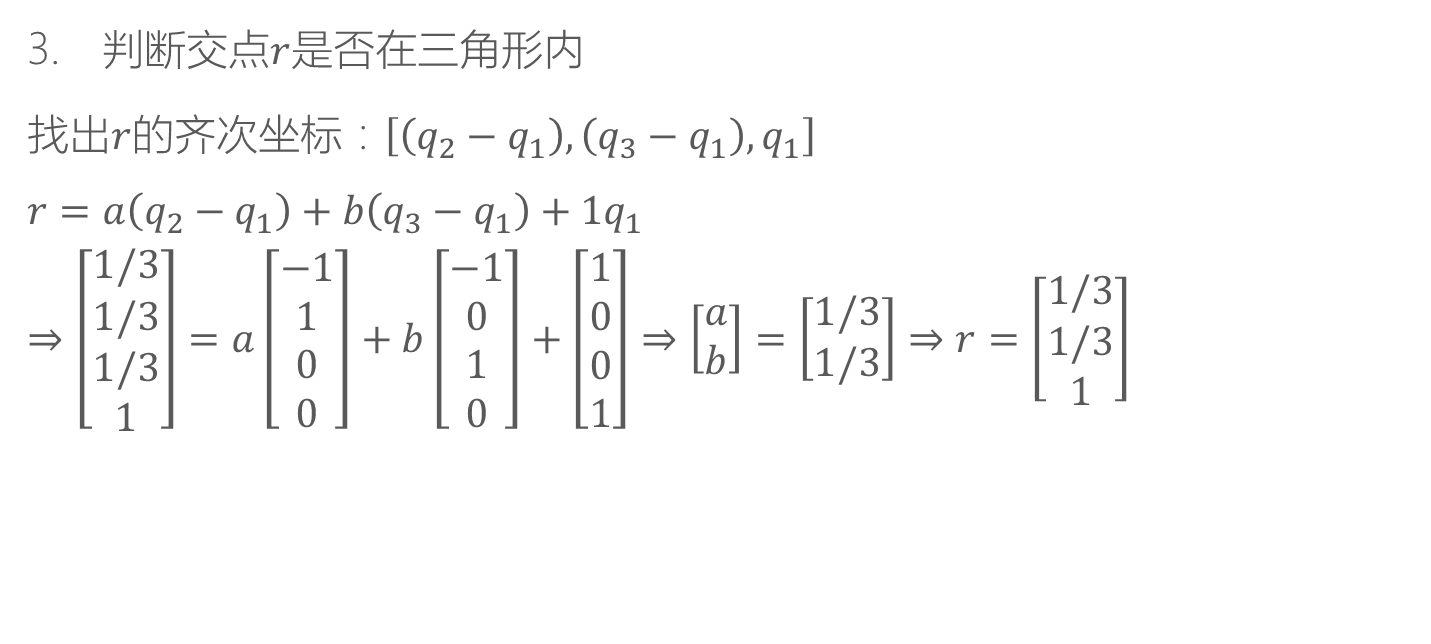 3. 判断交点r是否在三角形内
找出r的齐次坐标：[(q₂ − q₁), (q₃ − q₁), q₁]
r = a(q₂ − q₁) + b(q₃ − q₁) + 1q₁
⇒ [1/3 1/3 1/3 1] = a [−1 1 0 0] + b [−1 0 1 0] + [1 0 0 1] ⇒ [a b] = [1/3 1/3] ⇒ r = [1/3 1/3 1]